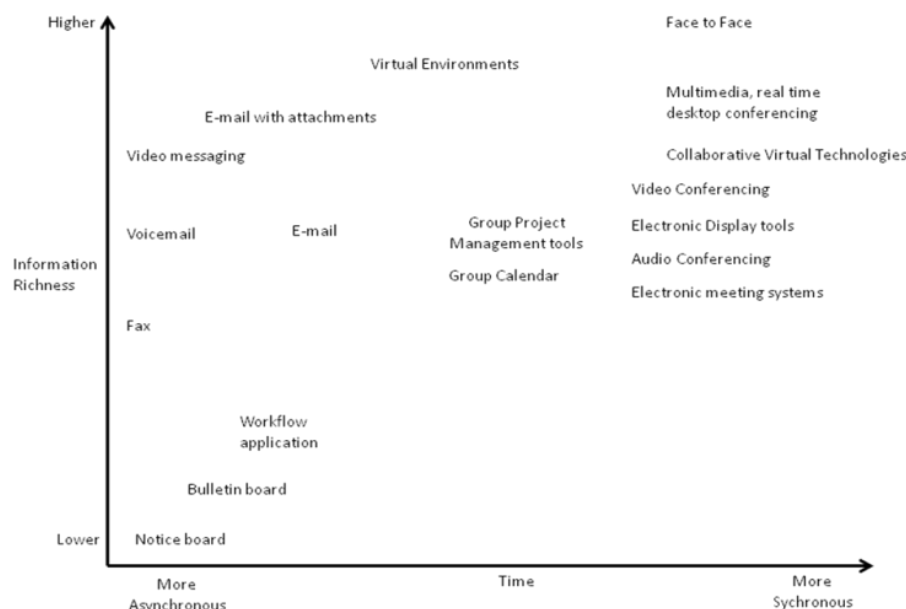 Higher
Face to Face
Virtual Environments
Multimedia, real time
desktop conferencing
E-mail with attachments
Video messaging
Collaborative Virtual Technologies
Video Conferencing
Voicemail
E-mail
Group Project
Management tools
Electronic Display tools
Information
Richness
Audio Conferencing
Group Calendar
Electronic meeting systems
Fax
Workflow
application
Bulletin board
Lower
Notice board
More
Asynchronous
Time
More
Sychronous